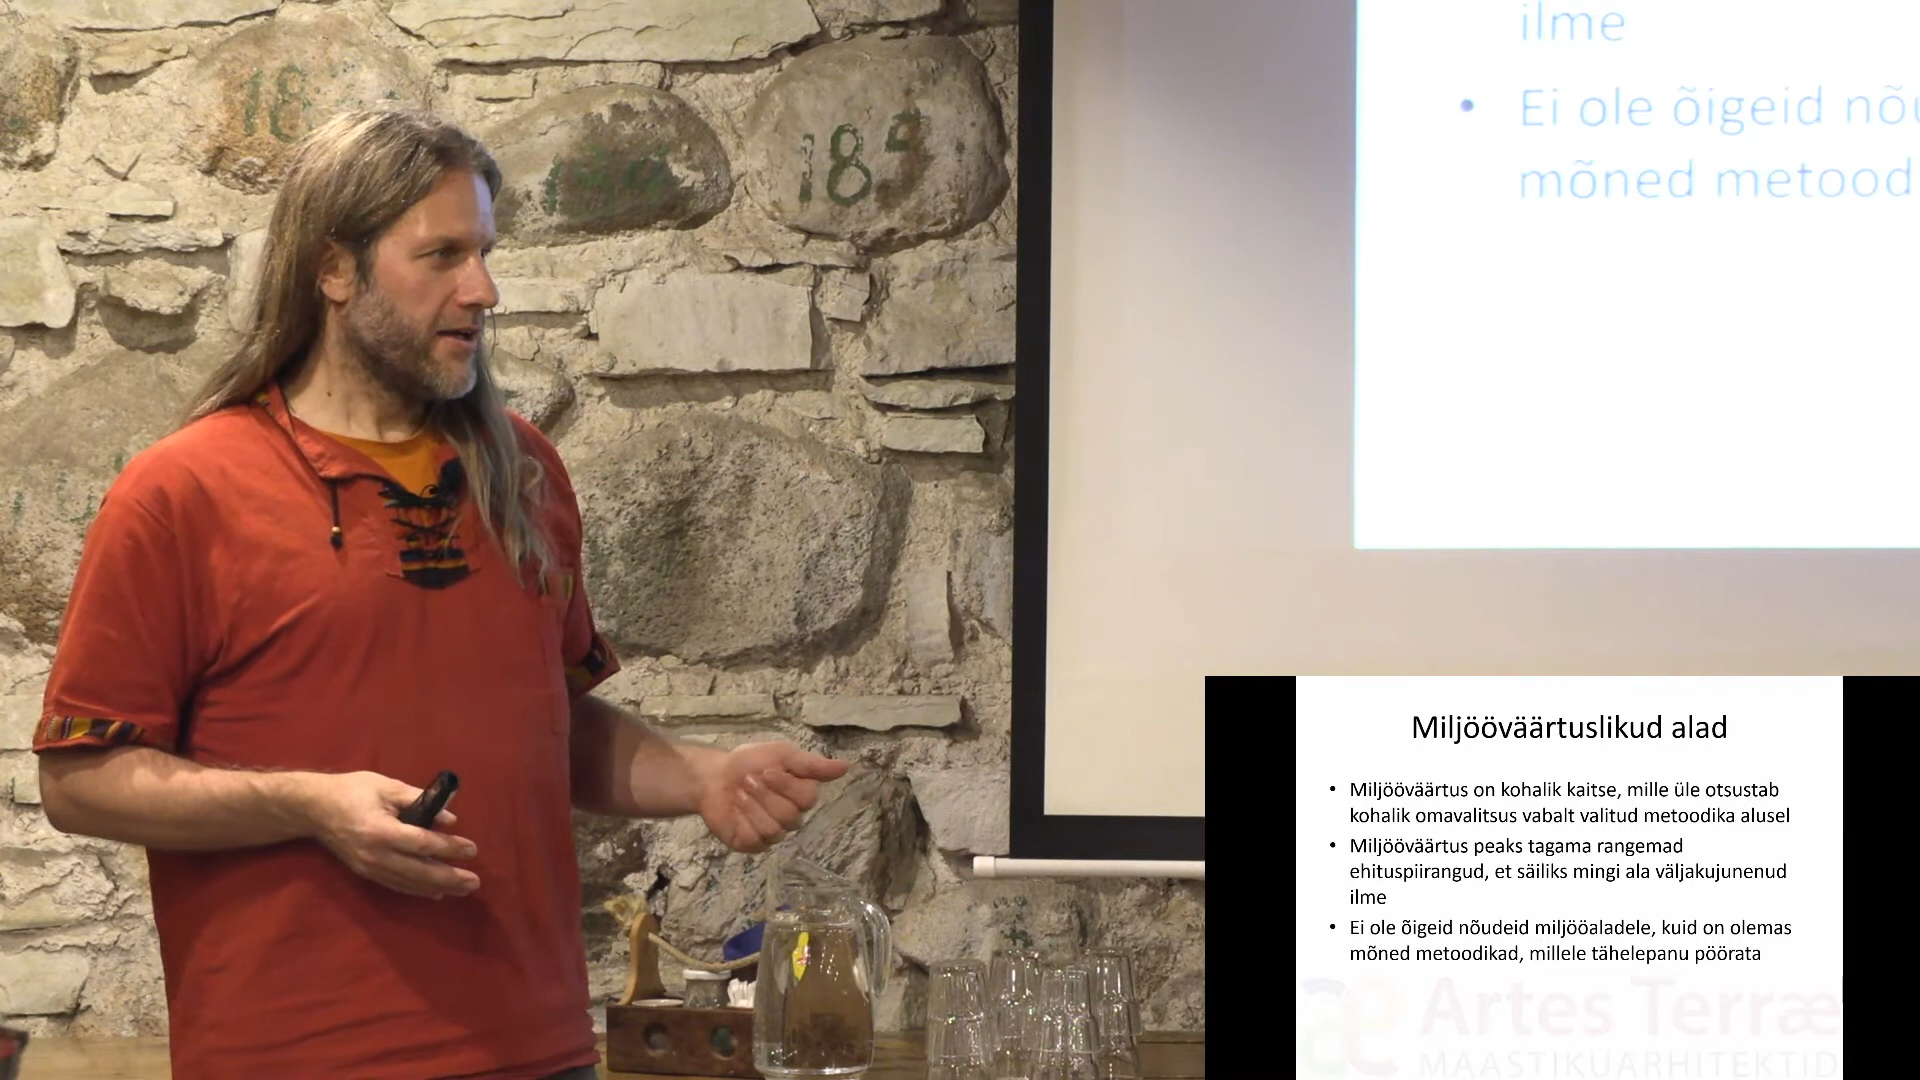 ilme
• Ei ole õigeid nõu
mõned metood
18
184
Miljööväärtuslikud alad
• Miljööväärtus on kohalik kaitse, mille üle otsustab
kohalik omavalitsus vabalt valitud metoodika alusel
• Miljööväärtus peaks tagama rangemad
ehituspiirangud, et säiliks mingi ala väljakujunenud
ilme
• Ei ole õigeid nõudeid miljööaladele, kuid on olemas
mõned metoodikad, millele tähelepanu pöörata
Artes Terræ
MAASTIKUARHITEKTID